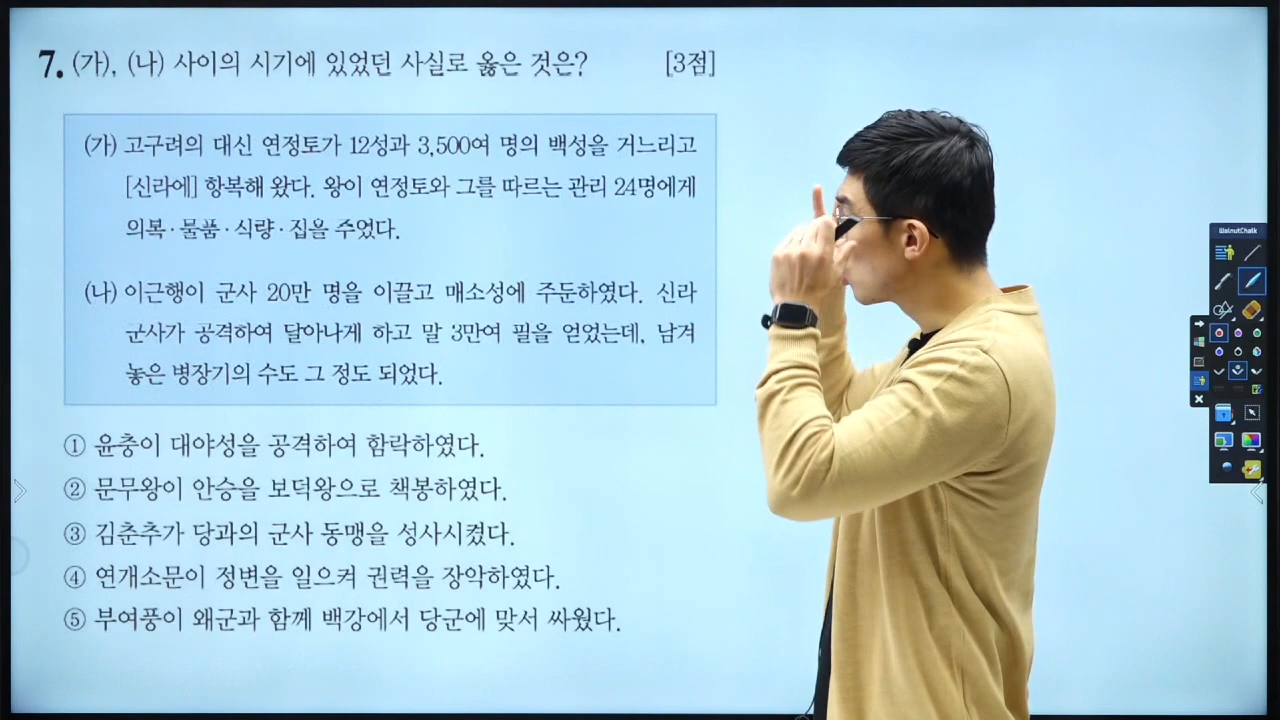 7. (가), (나) 사이의 시기에 있었던 사실로 옳은 것은? [3점]
(가) 고구려의 대신 연정토가 12성과 3,500여 명의 백성을 거느리고
[신라에] 항복해 왔다. 왕이 연정토와 그를 따르는 관리 24명에게
의복·물품·식량·집을 주었다.
(나) 이근행이 군사 20만 명을 이끌고 매소성에 주둔하였다. 신라
군사가 공격하여 달아나게 하고 말 3만여 필을 얻었는데, 남겨
놓은 병장기의 수도 그 정도 되었다.
① 윤충이 대야성을 공격하여 함락하였다.
② 문무왕이 안승을 보덕왕으로 책봉하였다.
③ 김춘추가 당과의 군사 동맹을 성사시켰다.
④ 연개소문이 정변을 일으켜 권력을 장악하였다.
⑤ 부여풍이 왜군과 함께 백강에서 당군에 맞서 싸웠다.
WalnutChalk